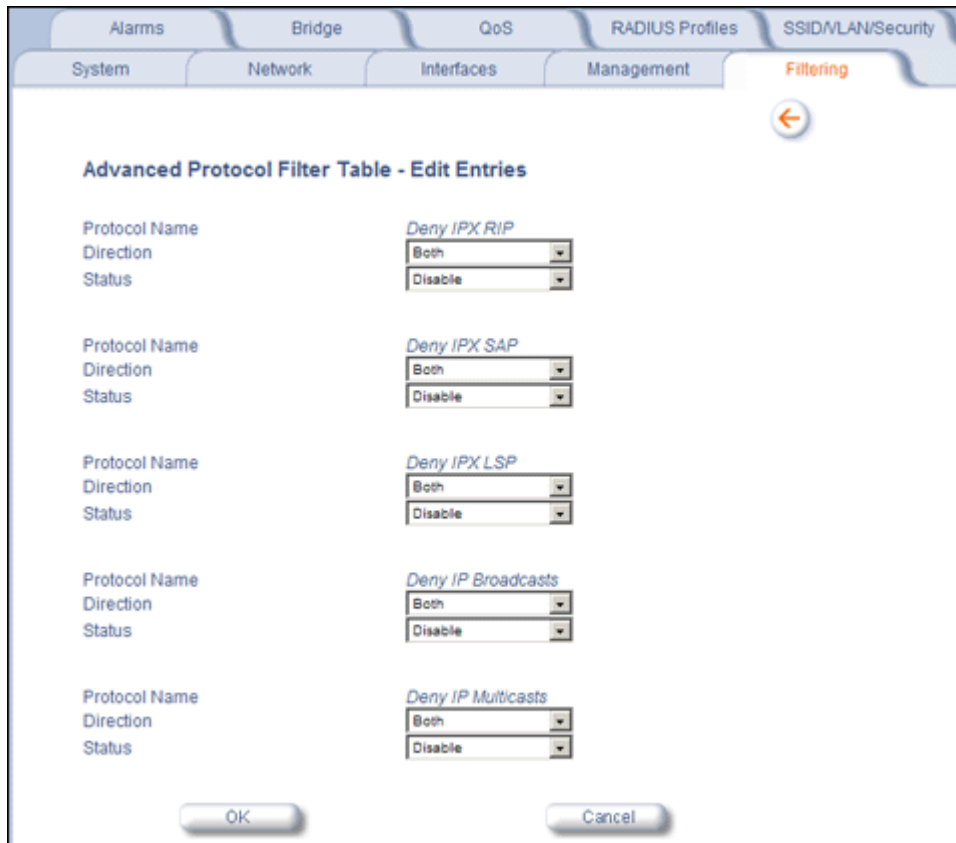 Alarms Bridge QoS RADIUS Profiles SSID/VLAN/Security
System Network Interfaces Management Filtering
Advanced Protocol Filter Table - Edit Entries
Protocol Name Deny IPX RIP
Direction Both
Status Disable
Protocol Name Deny IPX SAP
Direction Both
Status Disable
Protocol Name Deny IPX LSP
Direction Both
Status Disable
Protocol Name Deny IP Broadcasts
Direction Both
Status Disable
Protocol Name Deny IP Multicasts
Direction Both
Status Disable
OK Cancel